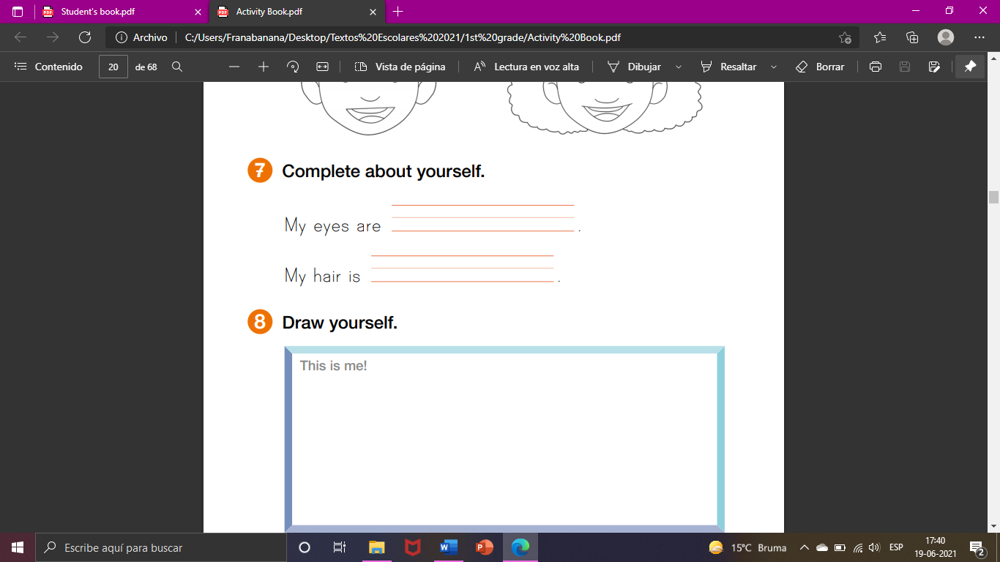 Student's book.pdf
Activity Book.pdf
Archivo
C:/Users/Franabanana/Desktop/Textos%20Escolares%202021/1st%20grade/Activity%20Book.pdf
Contenido
20
de 68
Vista de página
Lectura en voz alta
Dibujar
Resaltar
Borrar
7 Complete about yourself.
My eyes are .
My hair is .
8 Draw yourself.
This is me!
Escribe aquí para buscar
15°C Bruma
ESP
17:40
19-06-2021
2